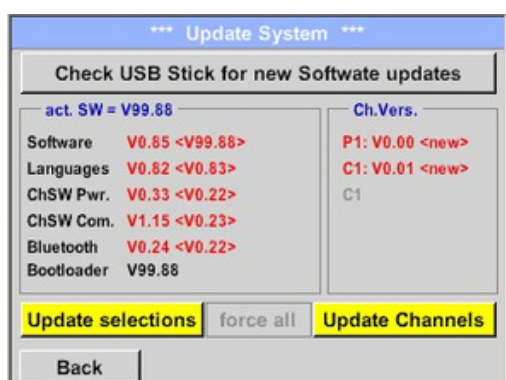 *** Update System ***
Check USB Stick for new Softwate updates
act. SW = V99.88
Software V0.85 <V99.88>
Languages V0.82 <V0.83>
ChSW Pwr. V0.33 <V0.22>
ChSW Com. V1.15 <V0.23>
Bluetooth V0.24 <V0.22>
Bootloader V99.88
Ch.Vers.
P1: V0.00 <new>
C1: V0.01 <new>
C1
Update selections
force all
Update Channels
Back